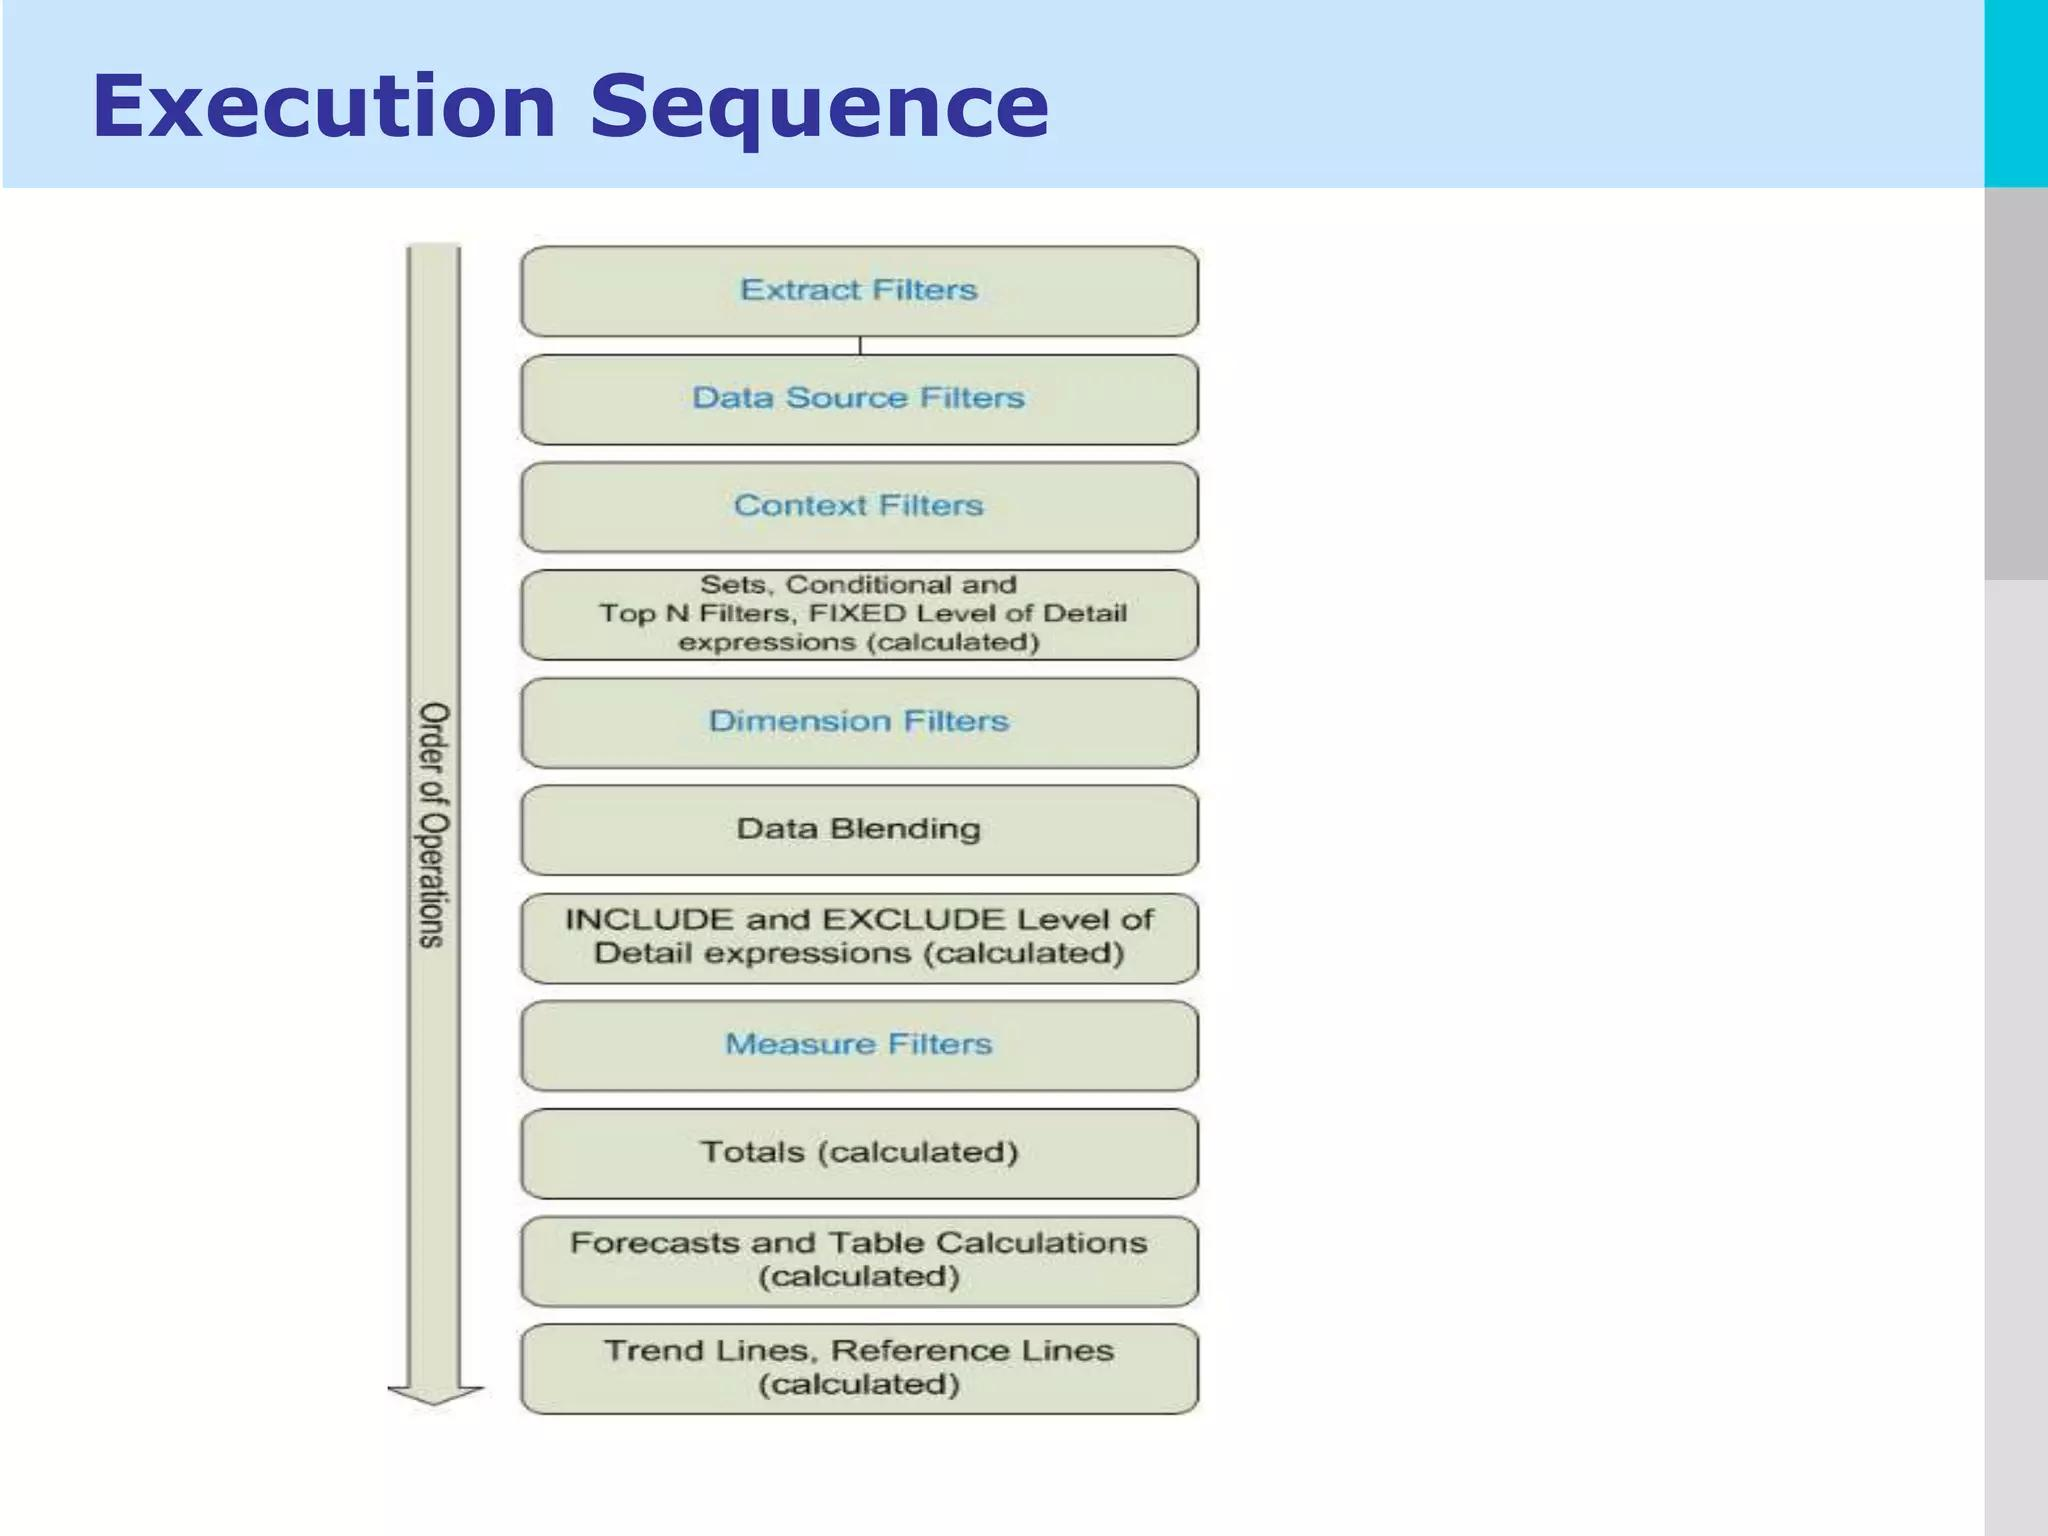 Execution Sequence
Order of Operations
Extract Filters
Data Source Filters
Context Filters
Sets, Conditional and
Top N Filters, FIXED Level of Detail
expressions (calculated)
Dimension Filters
Data Blending
INCLUDE and EXCLUDE Level of
Detail expressions (calculated)
Measure Filters
Totals (calculated)
Forecasts and Table Calculations
(calculated)
Trend Lines, Reference Lines
(calculated)